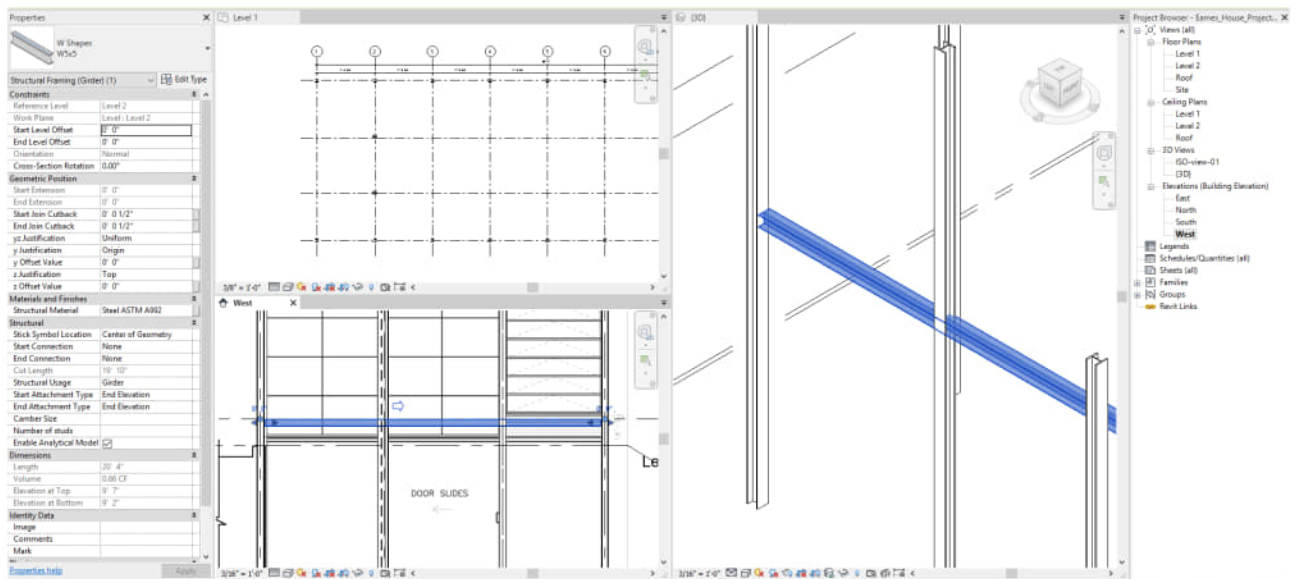 Properties
W Shapes
W5x5
Structural Framing (Girder) (1)
Edit Type
Constraints
Reference Level Level 2
Work Plane Level : Level 2
Start Level Offset 0' 0"
End Level Offset 0' 0"
Orientation Normal
Cross-Section Rotation 0.00°
Geometric Position
Start Extension 0' 0"
End Extension 0' 0"
Start Join Cutback 0' 0 1/2"
End Join Cutback 0' 0 1/2"
yz Justification Uniform
y Justification Origin
y Offset Value 0' 0"
z Justification Top
z Offset Value 0' 0"
Materials and Finishes
Structural Material Steel ASTM A992
Structural
Stick Symbol Location Center of Geometry
Start Connection None
End Connection None
Cut Length 19' 10"
Structural Usage Girder
Start Attachment Type End Elevation
End Attachment Type End Elevation
Camber Size
Number of studs
Enable Analytical Model
Dimensions
Length 20' 4"
Volume 0.66 CF
Elevation at Top 9' 7"
Elevation at Bottom 9' 2"
Identity Data
Image
Comments
Mark
Properties help
Apply
Level 1
1 2 3 4 5 6
3/8" = 1'-0"
West
DOOR SLIDES
Le
3/16" = 1'-0"
{3D}
3/16" = 1'-0"
Project Browser - Eames_House_Project...
Views (all)
Floor Plans
Level 1
Level 2
Roof
Site
Ceiling Plans
Level 1
Level 2
Roof
3D Views
ISO-view-01
{3D}
Elevations (Building Elevation)
East
North
South
West
Legends
Schedules/Quantities (all)
Sheets (all)
Families
Groups
Revit Links